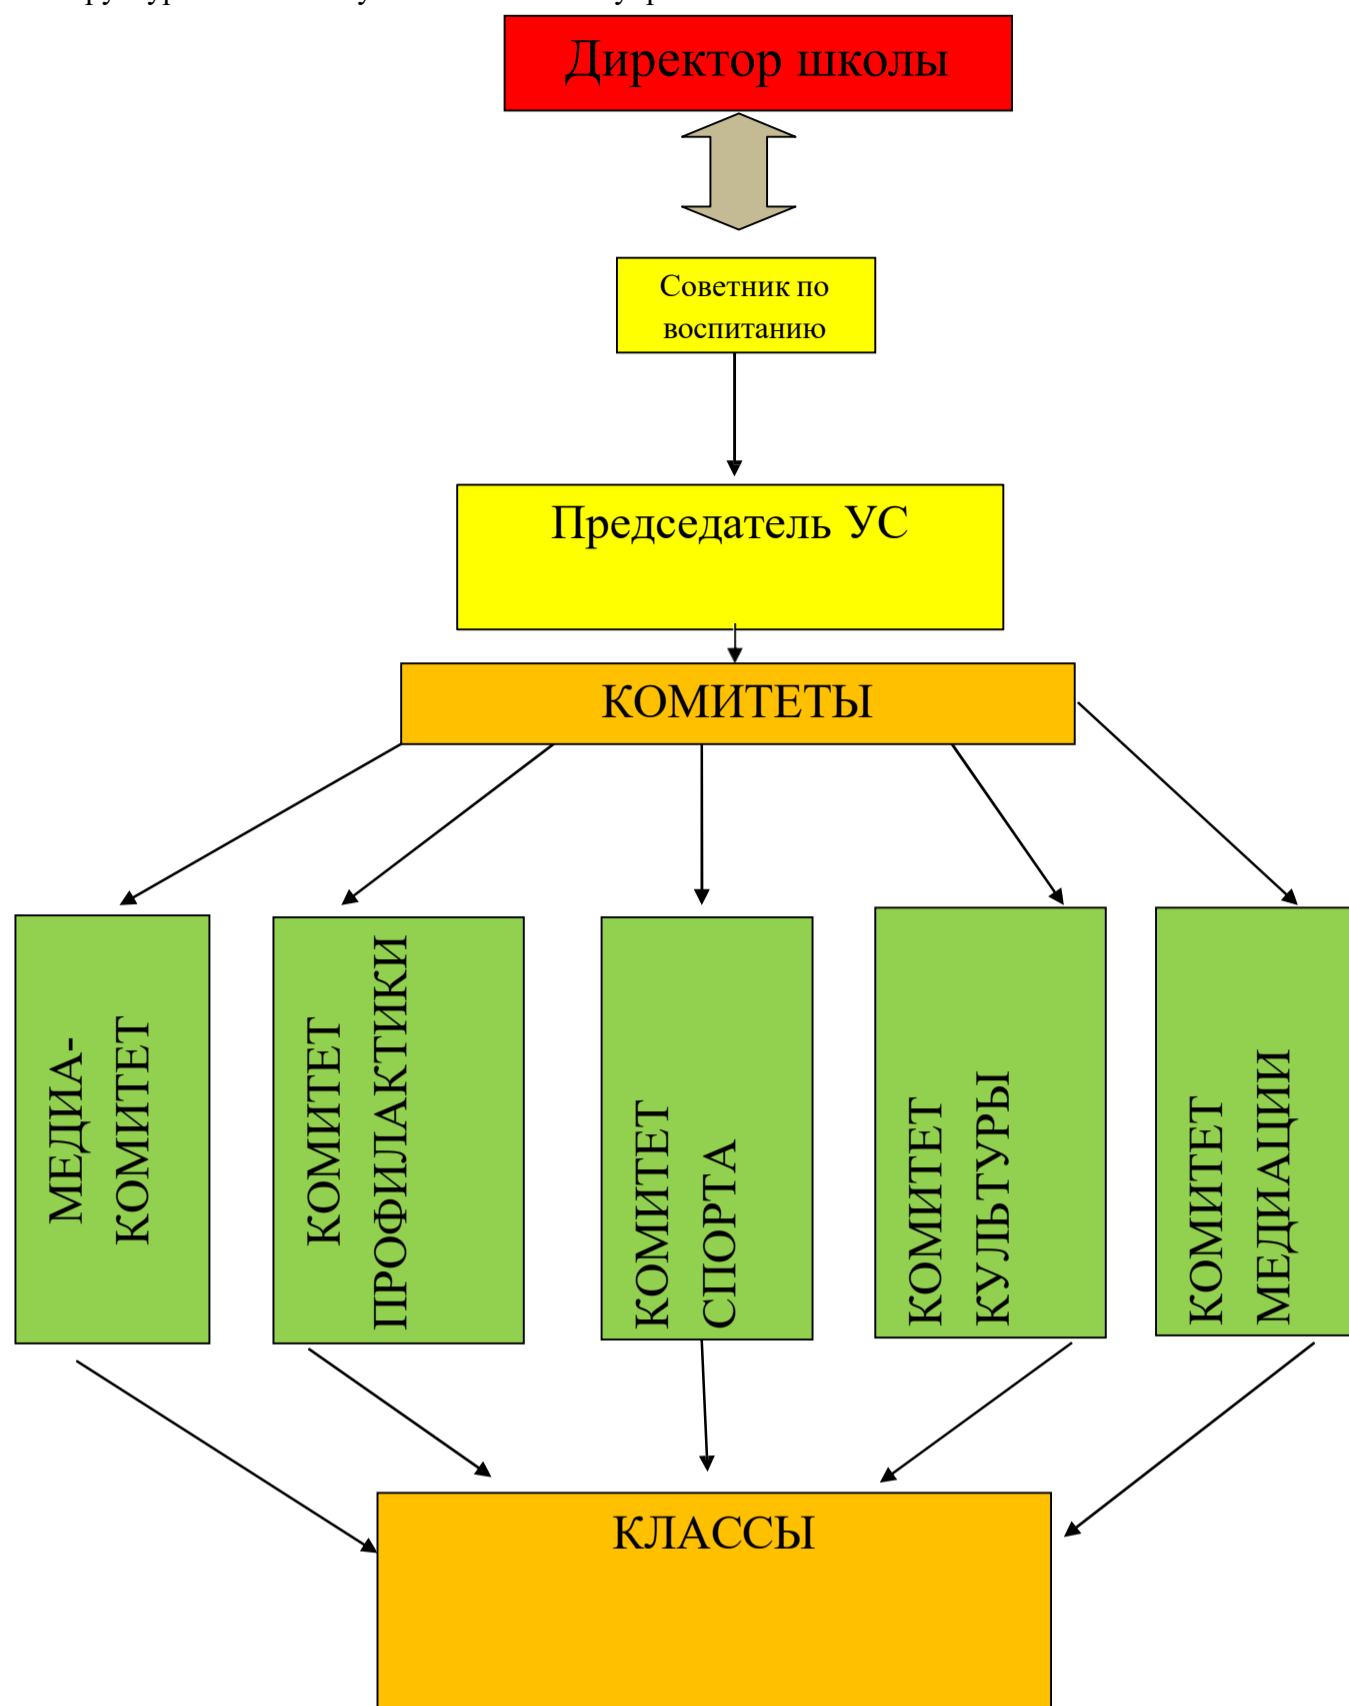 Директор школы
Советник по
воспитанию
Председатель УС
КОМИТЕТЫ
МЕДИА-
КОМИТЕТ
КОМИТЕТ
ПРОФИЛАКТИКИ
КОМИТЕТ
СПОРТА
КОМИТЕТ
КУЛЬТУРЫ
КОМИТЕТ
МЕДИАЦИИ
КЛАССЫ